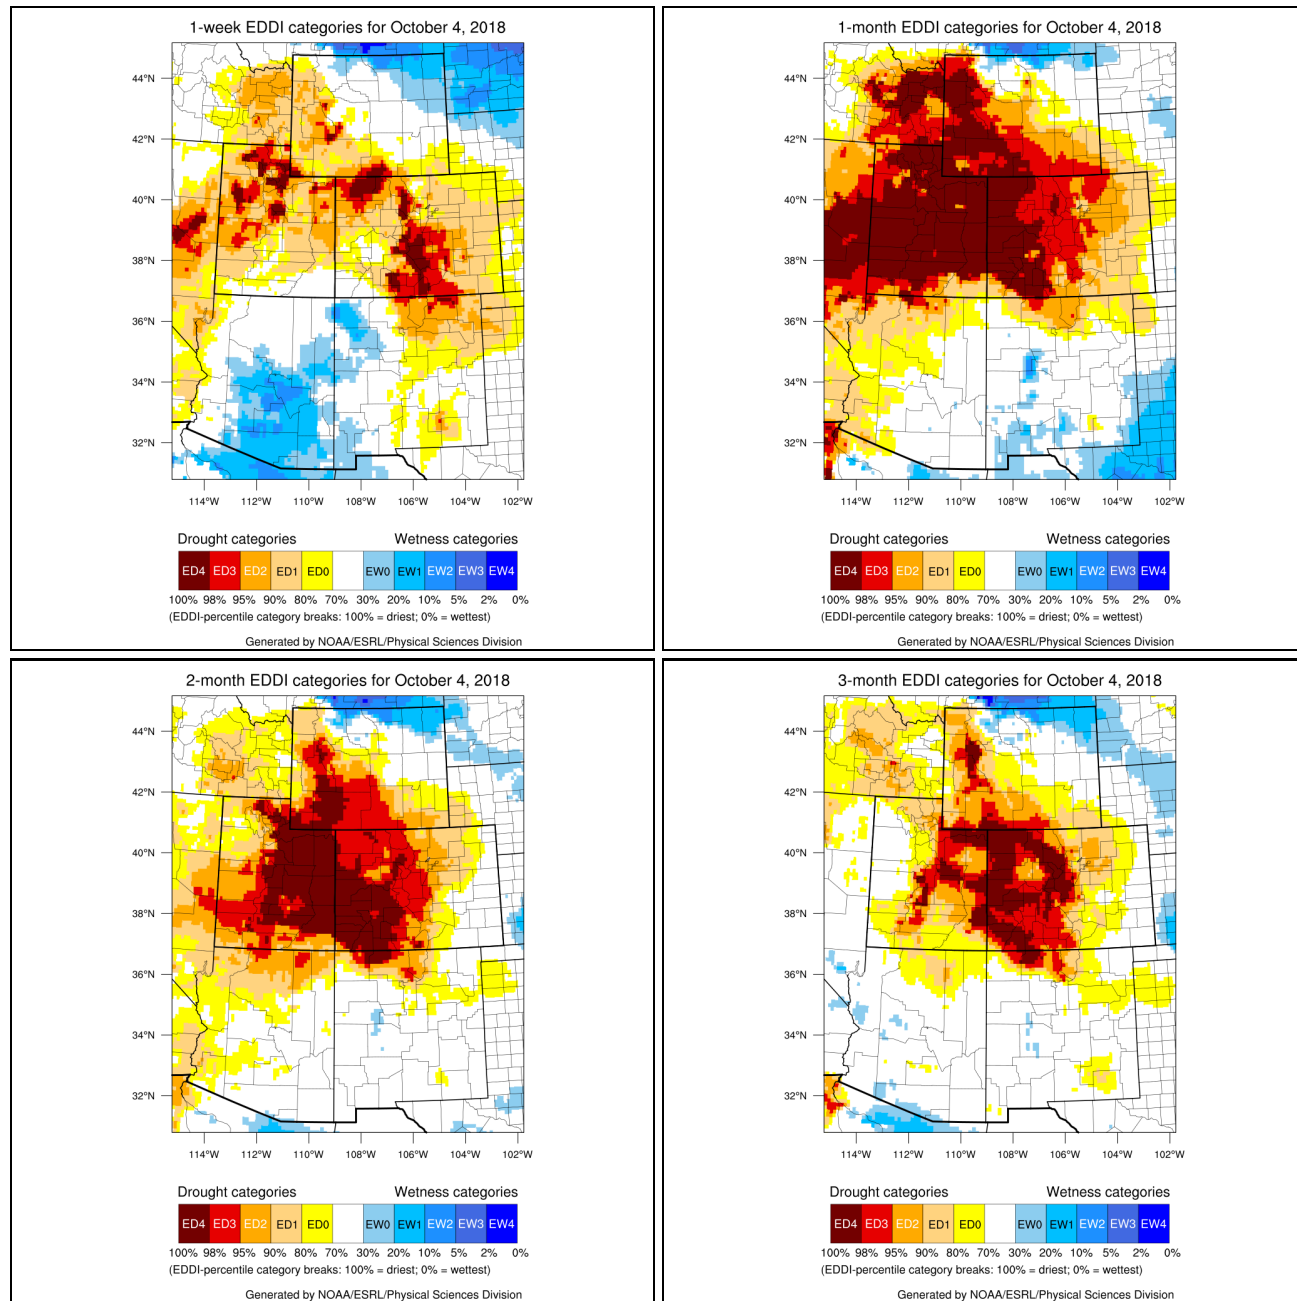 1-week EDDI categories for October 4, 2018
44°N
42°N
40°N
38°N
36°N
34°N
32°N
114°W 112°W 110°W 108°W 106°W 104°W 102°W
Drought categories Wetness categories
ED4 ED3 ED2 ED1 ED0 EW0 EW1 EW2 EW3 EW4
100% 98% 95% 90% 80% 70% 30% 20% 10% 5% 2% 0%
(EDDI-percentile category breaks: 100% = driest; 0% = wettest)
Generated by NOAA/ESRL/Physical Sciences Division
1-month EDDI categories for October 4, 2018
44°N
42°N
40°N
38°N
36°N
34°N
32°N
114°W 112°W 110°W 108°W 106°W 104°W 102°W
Drought categories Wetness categories
ED4 ED3 ED2 ED1 ED0 EW0 EW1 EW2 EW3 EW4
100% 98% 95% 90% 80% 70% 30% 20% 10% 5% 2% 0%
(EDDI-percentile category breaks: 100% = driest; 0% = wettest)
Generated by NOAA/ESRL/Physical Sciences Division
2-month EDDI categories for October 4, 2018
44°N
42°N
40°N
38°N
36°N
34°N
32°N
114°W 112°W 110°W 108°W 106°W 104°W 102°W
Drought categories Wetness categories
ED4 ED3 ED2 ED1 ED0 EW0 EW1 EW2 EW3 EW4
100% 98% 95% 90% 80% 70% 30% 20% 10% 5% 2% 0%
(EDDI-percentile category breaks: 100% = driest; 0% = wettest)
Generated by NOAA/ESRL/Physical Sciences Division
3-month EDDI categories for October 4, 2018
44°N
42°N
40°N
38°N
36°N
34°N
32°N
114°W 112°W 110°W 108°W 106°W 104°W 102°W
Drought categories Wetness categories
ED4 ED3 ED2 ED1 ED0 EW0 EW1 EW2 EW3 EW4
100% 98% 95% 90% 80% 70% 30% 20% 10% 5% 2% 0%
(EDDI-percentile category breaks: 100% = driest; 0% = wettest)
Generated by NOAA/ESRL/Physical Sciences Division